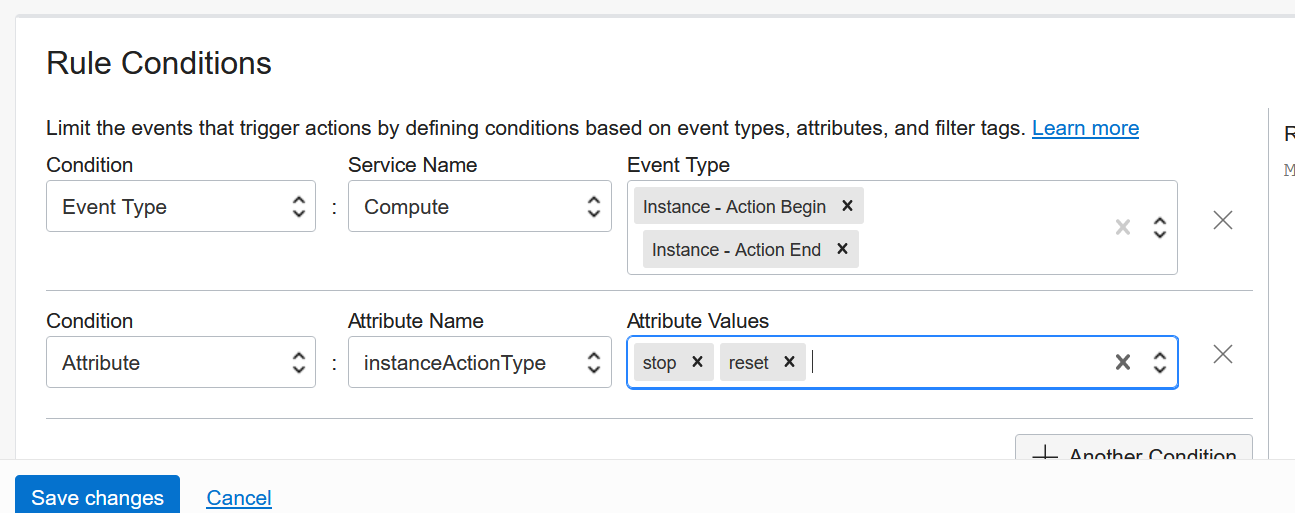 Rule Conditions
Limit the events that trigger actions by defining conditions based on event types, attributes, and filter tags. Learn more
Condition Service Name Event Type
Event Type : Compute Instance - Action Begin
Instance - Action End
Condition Attribute Name Attribute Values
Attribute : instanceActionType stop reset
Another Condition
Save changes Cancel